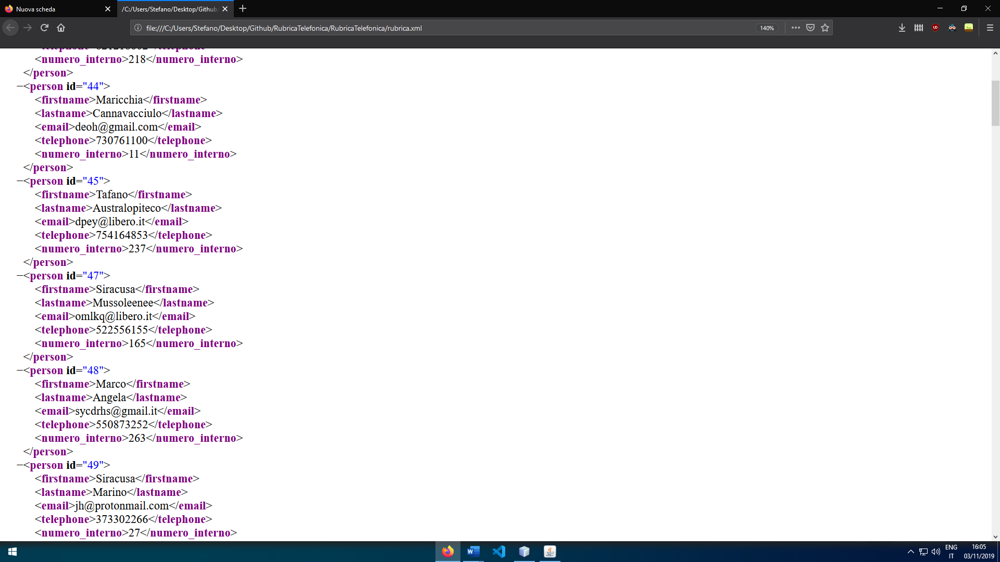 Nuova scheda
/C:/Users/Stefano/Desktop/Github/
file:///C:/Users/Stefano/Desktop/Github/RubricaTelefonica/RubricaTelefonica/rubrica.xml
140%
<numero_interno>218</numero_interno>
</person>
–<person id="44">
<firstname>Maricchia</firstname>
<lastname>Cannavacciulo</lastname>
<email>deoh@gmail.com</email>
<telephone>730761100</telephone>
<numero_interno>11</numero_interno>
</person>
–<person id="45">
<firstname>Tafano</firstname>
<lastname>Australopiteco</lastname>
<email>dpey@libero.it</email>
<telephone>754164853</telephone>
<numero_interno>237</numero_interno>
</person>
–<person id="47">
<firstname>Siracusa</firstname>
<lastname>Mussoleenee</lastname>
<email>omlkq@libero.it</email>
<telephone>522556155</telephone>
<numero_interno>165</numero_interno>
</person>
–<person id="48">
<firstname>Marco</firstname>
<lastname>Angela</lastname>
<email>sycdrhs@gmail.it</email>
<telephone>550873252</telephone>
<numero_interno>263</numero_interno>
</person>
–<person id="49">
<firstname>Siracusa</firstname>
<lastname>Marino</lastname>
<email>jh@protonmail.com</email>
<telephone>373302266</telephone>
<numero_interno>27</numero_interno>
ENG
IT
16:05
03/11/2019